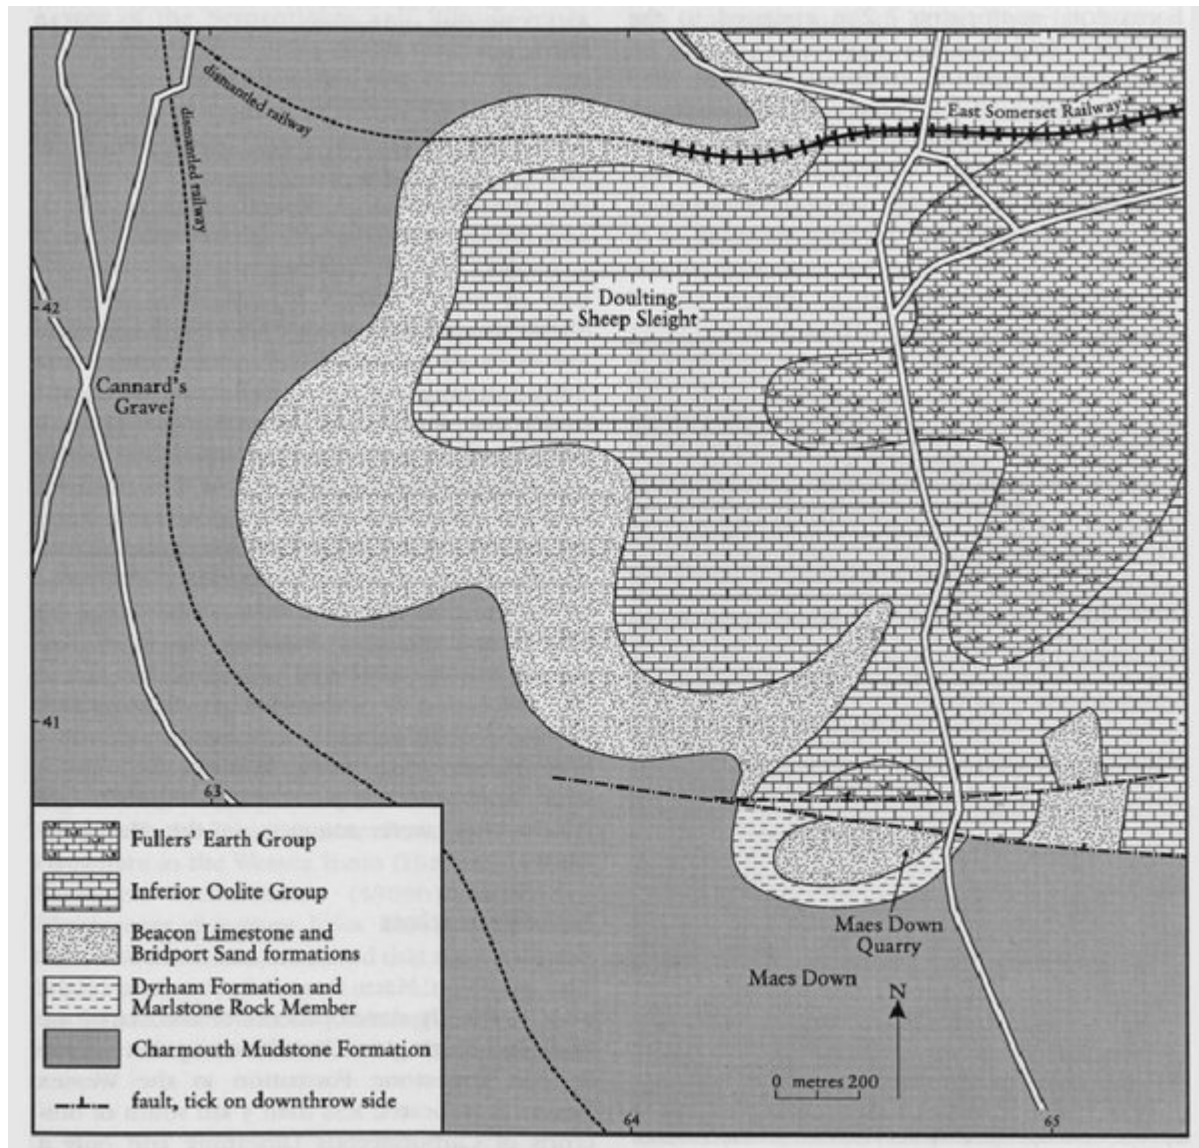 dismantled railway
dismantled railway
East Somerset Railway
42
Doulting
Sheep Sleight
Cannard's
Grave
41
63
Fullers' Earth Group
Inferior Oolite Group
Beacon Limestone and
Bridport Sand formations
Dyrham Formation and
Marlstone Rock Member
Charmouth Mudstone Formation
fault, tick on downthrow side
Maes Down
Quarry
Maes Down
N
0 metres 200
64
65